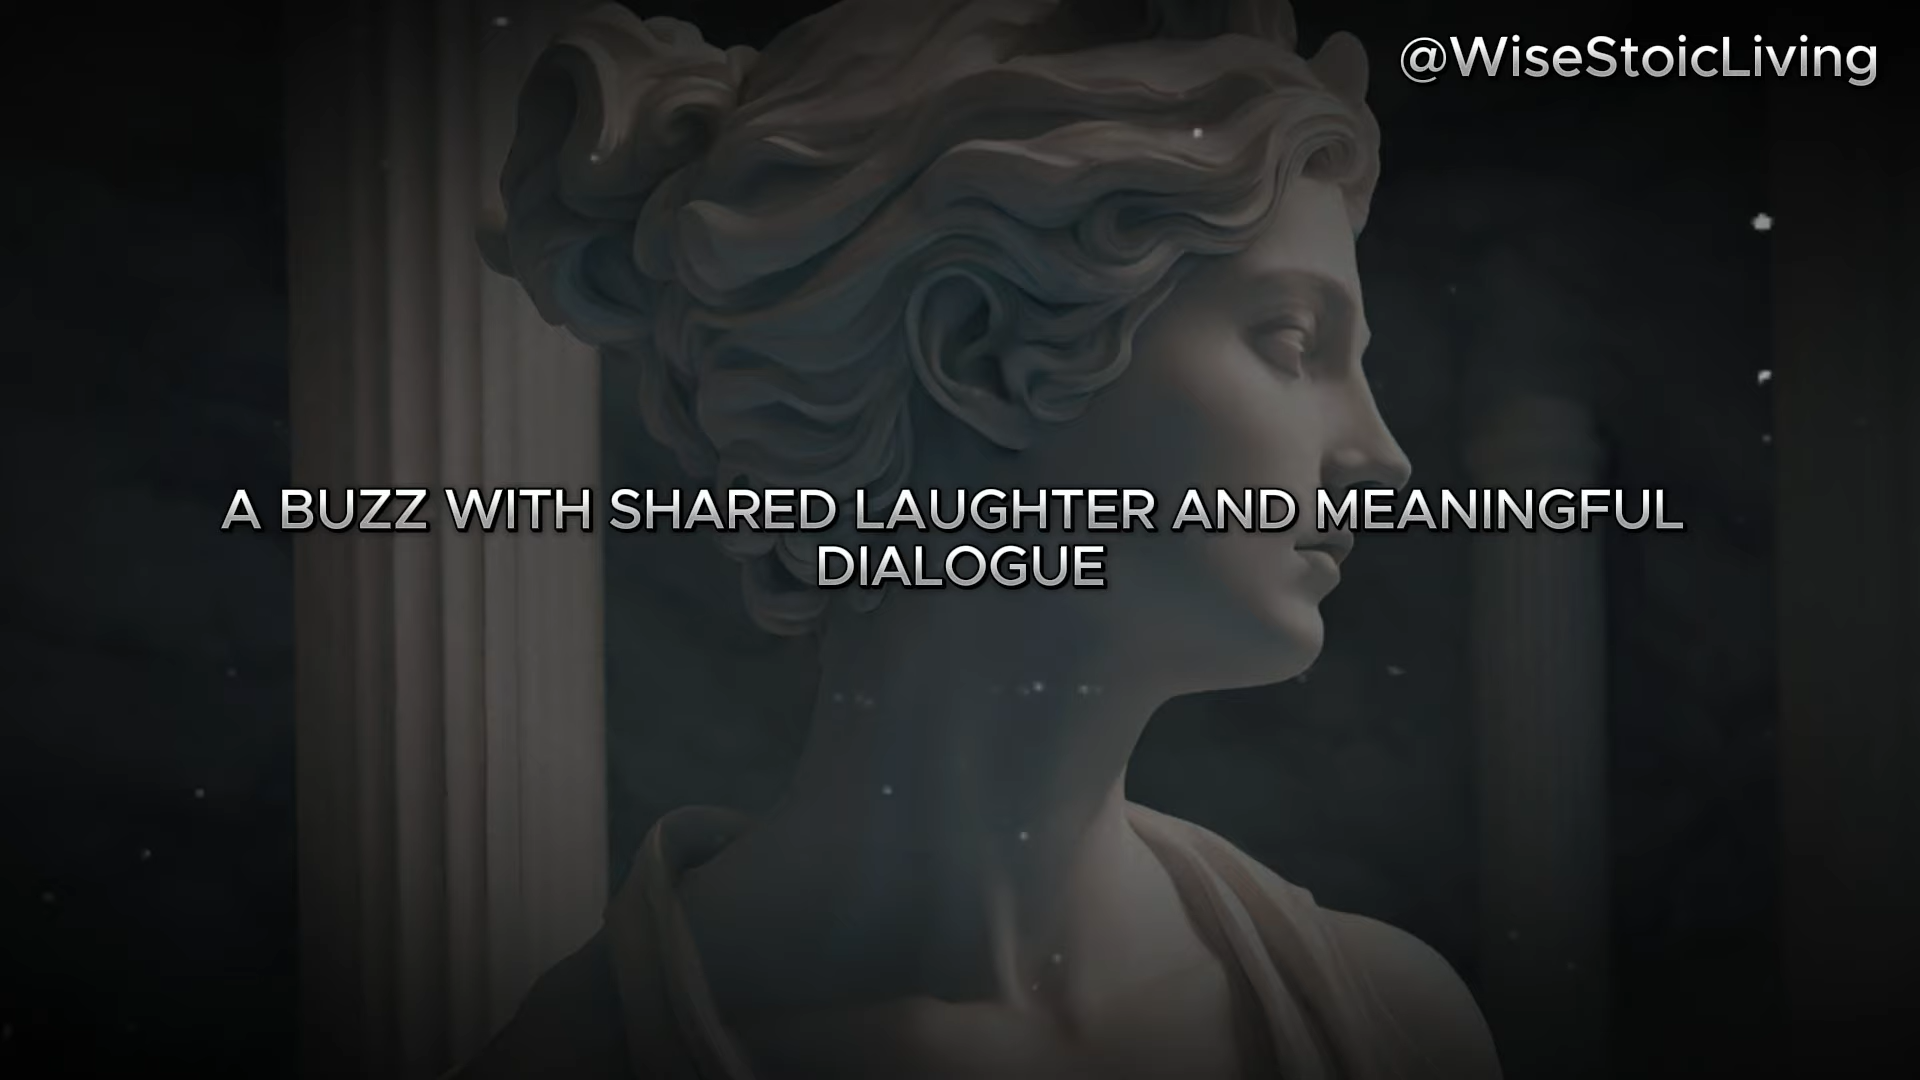 @WiseStoicLiving
A BUZZ WITH SHARED LAUGHTER AND MEANINGFUL
DIALOGUE